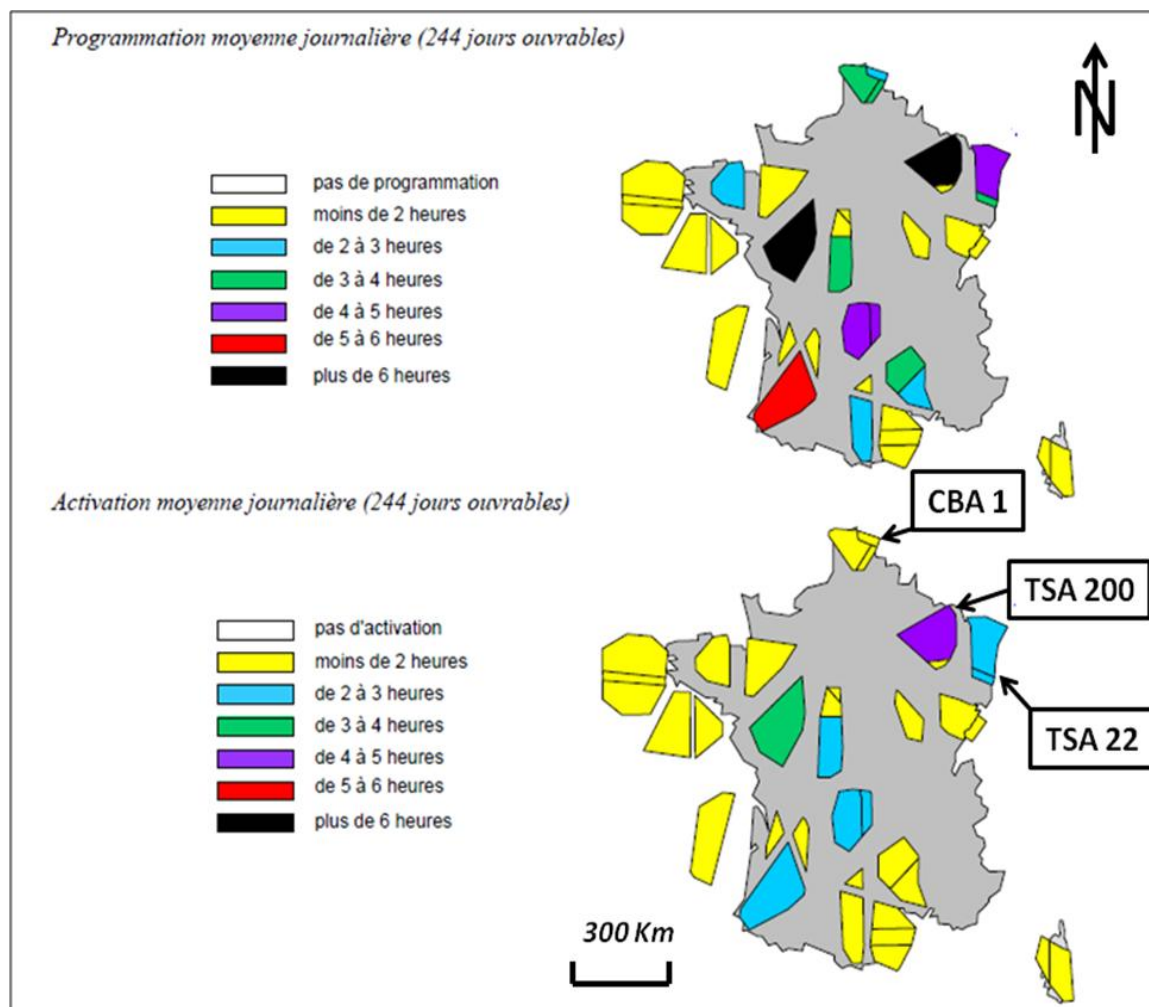 Programmation moyenne journalière (244 jours ouvrables)
N
pas de programmation
moins de 2 heures
de 2 à 3 heures
de 3 à 4 heures
de 4 à 5 heures
de 5 à 6 heures
plus de 6 heures
Activation moyenne journalière (244 jours ouvrables)
CBA 1
TSA 200
pas d'activation
moins de 2 heures
de 2 à 3 heures
de 3 à 4 heures
de 4 à 5 heures
de 5 à 6 heures
plus de 6 heures
TSA 22
300 Km